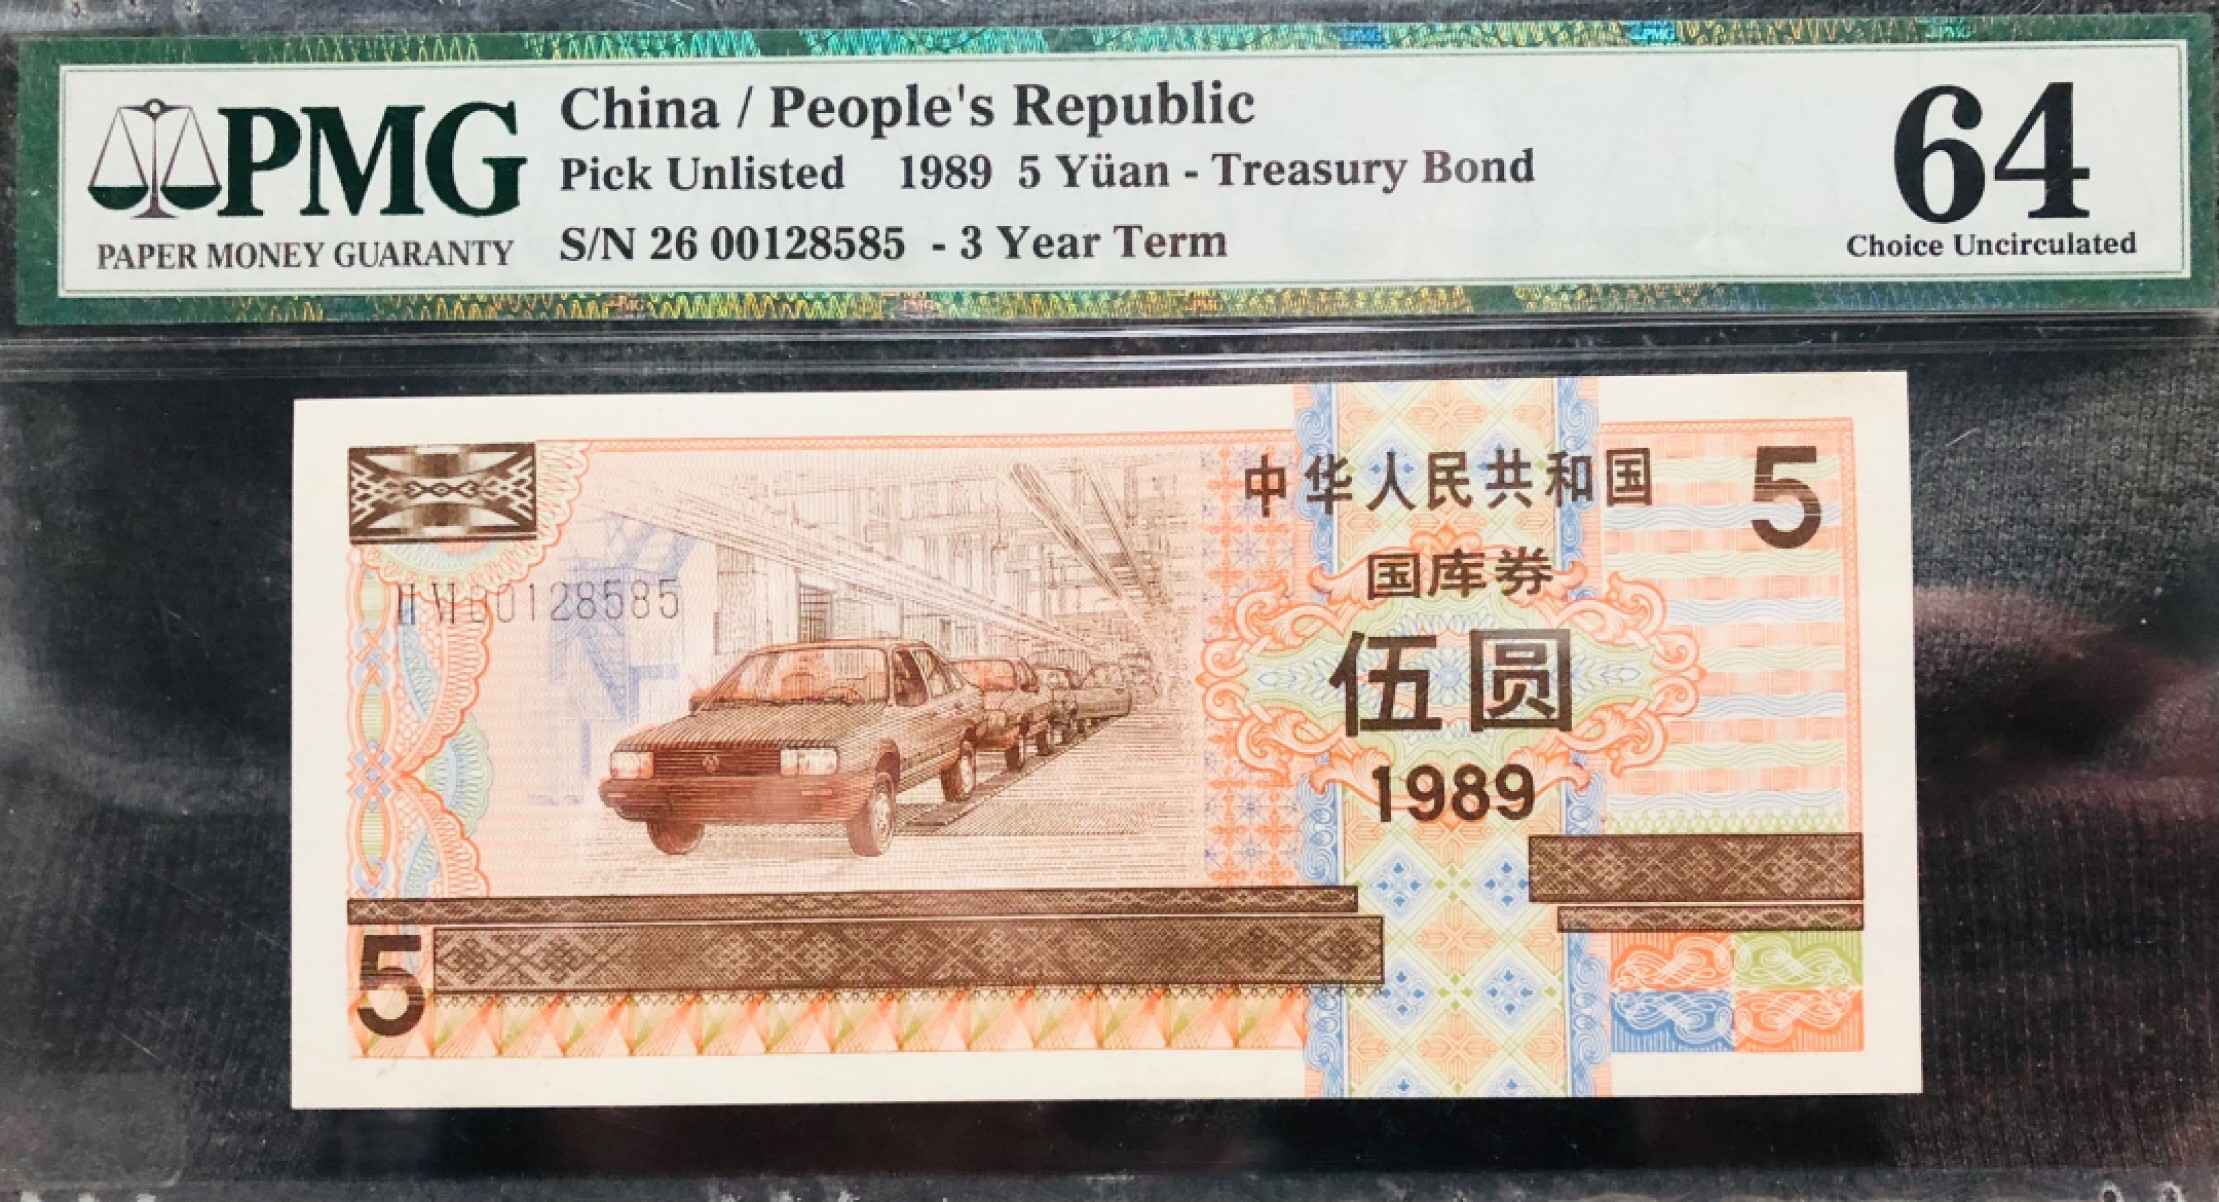 PMG
PAPER MONEY GUARANTY
China / People's Republic
Pick Unlisted 1989 5 Yüan - Treasury Bond
S/N 26 00128585 - 3 Year Term
64
Choice Uncirculated
中华人民共和国
5
国库券
00128585
伍圆
1989
5